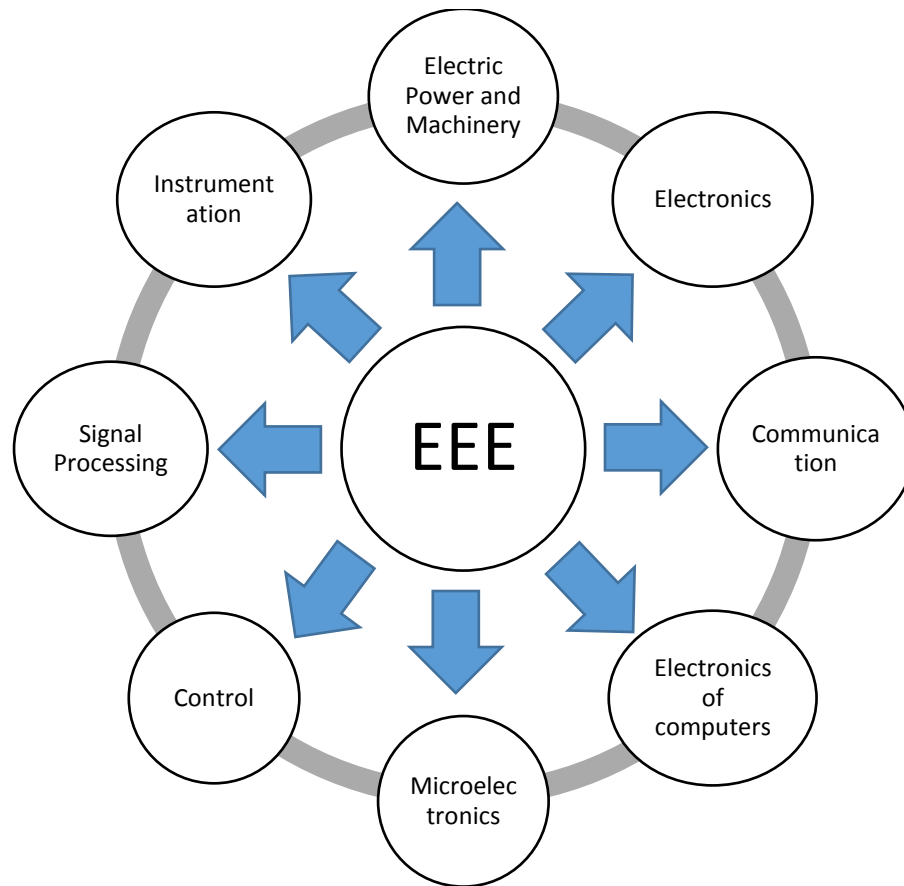 Electric
Power and
Machinery
Instrument
ation
Electronics
EEE
Signal
Processing
Communica
tion
Control
Electronics
of
computers
Microelec
tronics